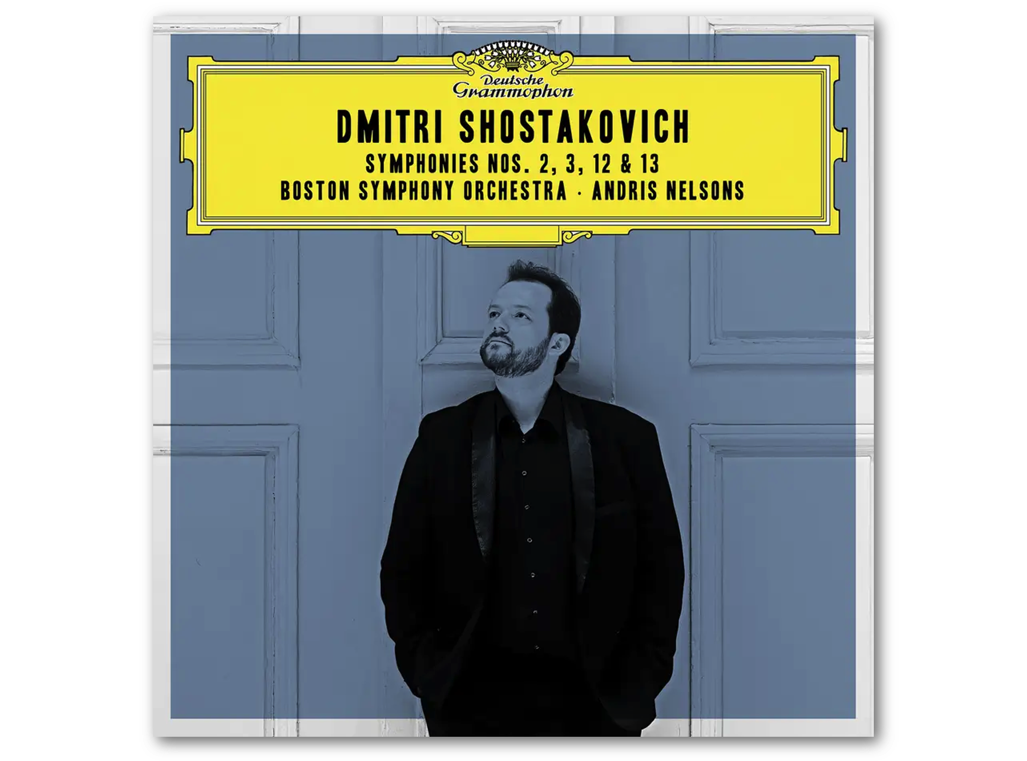 Deutsche
Grammophon
DMITRI SHOSTAKOVICH
SYMPHONIES NOS. 2, 3, 12 & 13
BOSTON SYMPHONY ORCHESTRA · ANDRIS NELSONS